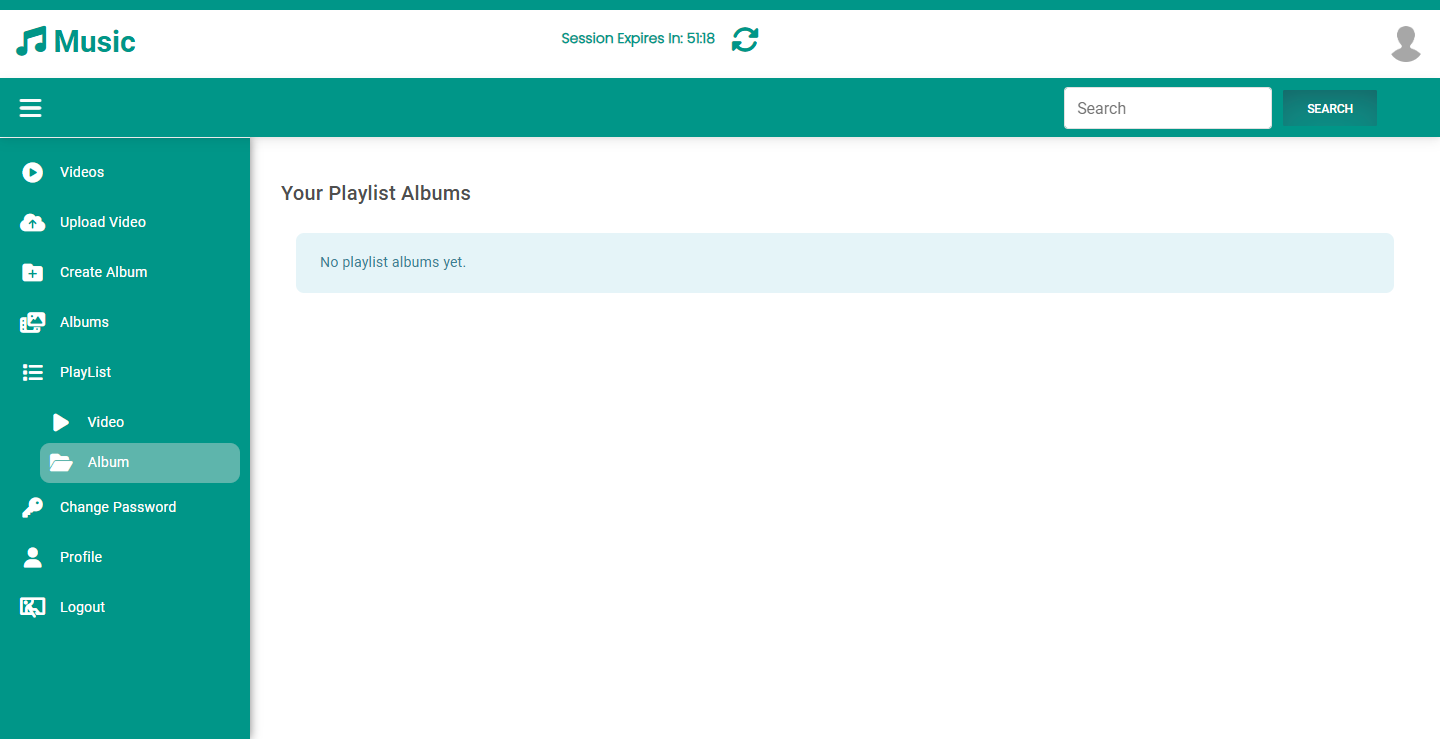 Music
Session Expires In: 51:18
Search
SEARCH
Videos
Upload Video
Create Album
Albums
PlayList
Video
Album
Change Password
Profile
Logout
Your Playlist Albums
No playlist albums yet.